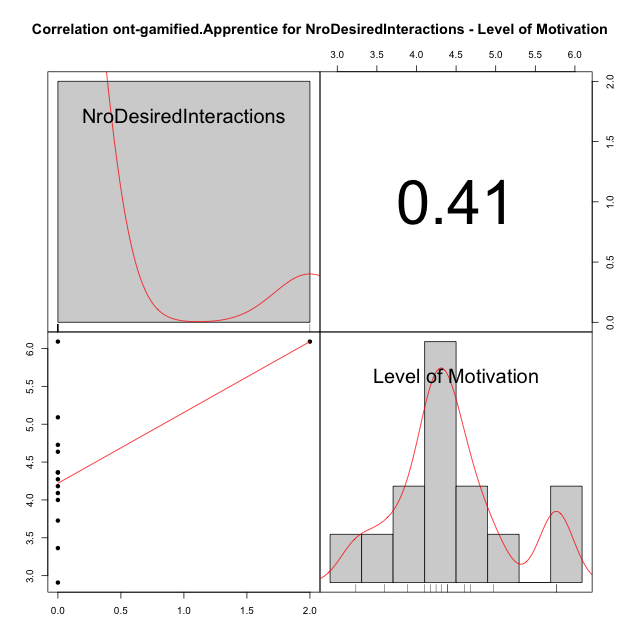 Correlation ont-gamified.Apprentice for NroDesiredInteractions - Level of Motivation
3.0 3.5 4.0 4.5 5.0 5.5 6.0
NroDesiredInteractions
0.41
2.0
1.5
1.0
0.5
0.0
6.0
5.5
5.0
4.5
4.0
3.5
3.0
Level of Motivation
0.0 0.5 1.0 1.5 2.0